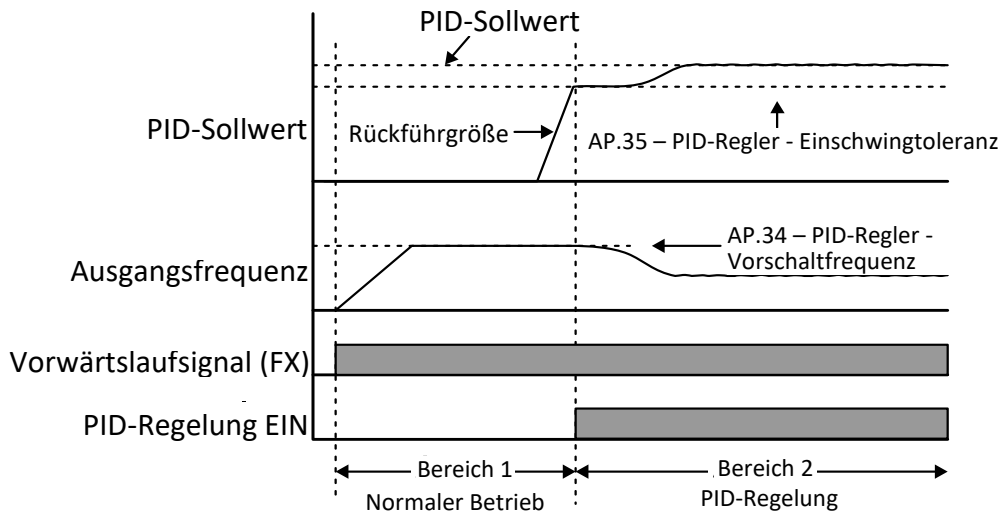 PID-Sollwert
PID-Sollwert
Rückführgröße
AP.35 – PID-Regler - Einschwingtoleranz
AP.34 – PID-Regler -
Vorschaltfrequenz
Ausgangsfrequenz
Vorwärtslaufsignal (FX)
PID-Regelung EIN
Bereich 1
Normaler Betrieb
Bereich 2
PID-Regelung